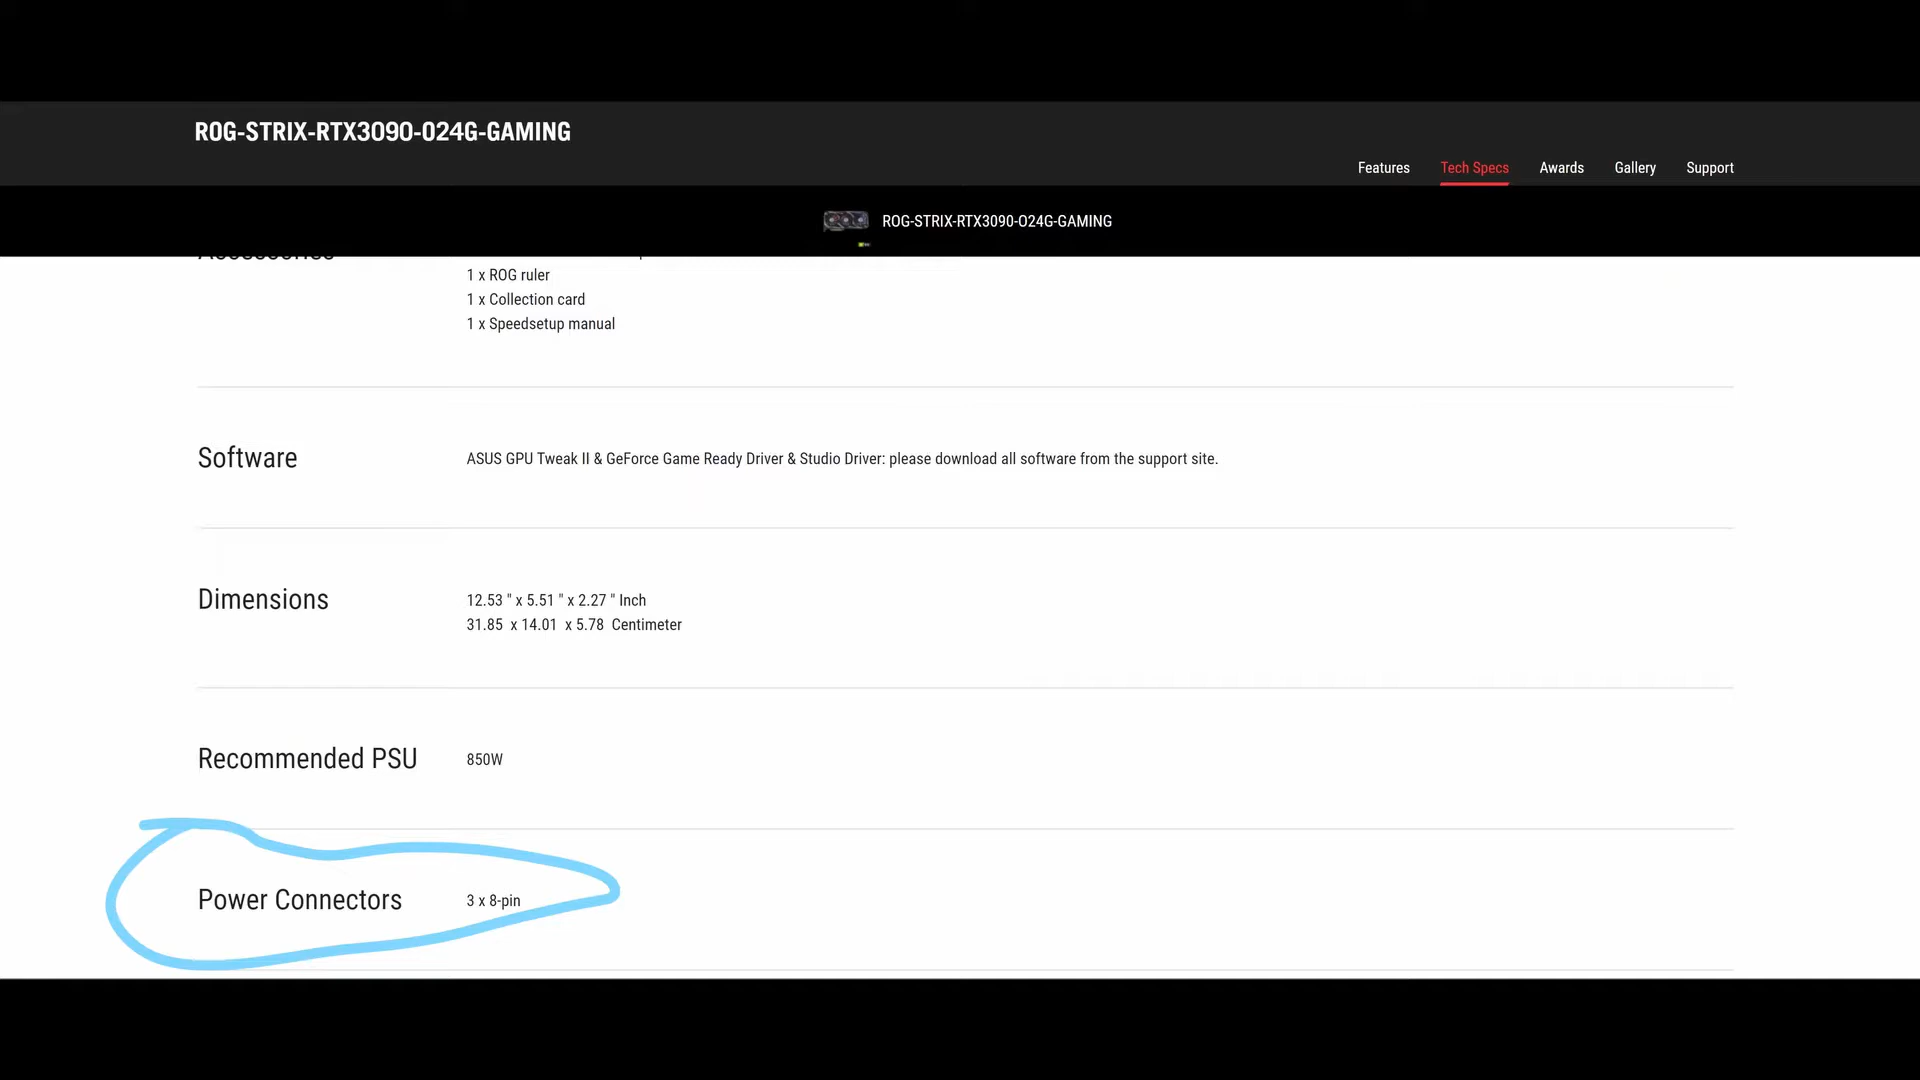 ROG-STRIX-RTX3090-O24G-GAMING
Features Tech Specs Awards Gallery Support
ROG-STRIX-RTX3090-O24G-GAMING
Accessories
1 x ROG ruler
1 x Collection card
1 x Speedsetup manual
Software ASUS GPU Tweak II & GeForce Game Ready Driver & Studio Driver: please download all software from the support site.
Dimensions 12.53 " x 5.51 " x 2.27 " Inch
31.85 x 14.01 x 5.78 Centimeter
Recommended PSU 850W
Power Connectors 3 x 8-pin